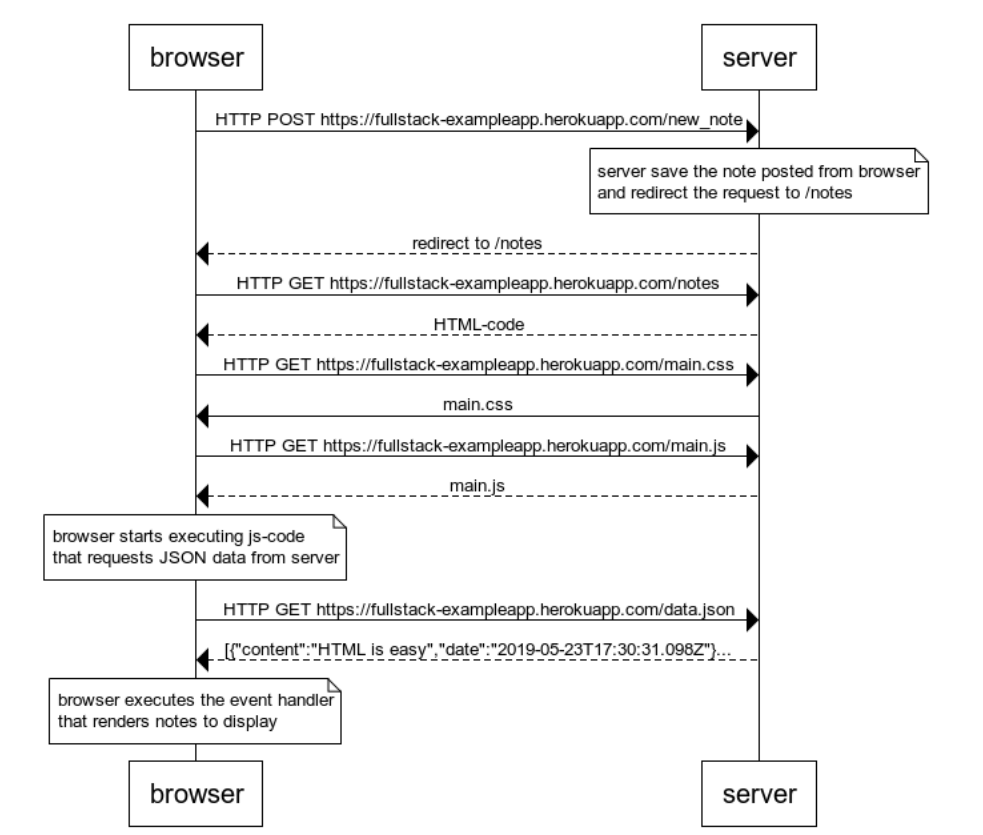 browser
server
HTTP POST https://fullstack-exampleapp.herokuapp.com/new_note
server save the note posted from browser
and redirect the request to /notes
redirect to /notes
HTTP GET https://fullstack-exampleapp.herokuapp.com/notes
HTML-code
HTTP GET https://fullstack-exampleapp.herokuapp.com/main.css
main.css
HTTP GET https://fullstack-exampleapp.herokuapp.com/main.js
main.js
browser starts executing js-code
that requests JSON data from server
HTTP GET https://fullstack-exampleapp.herokuapp.com/data.json
[{"content":"HTML is easy","date":"2019-05-23T17:30:31.098Z"}...
browser executes the event handler
that renders notes to display
browser
server